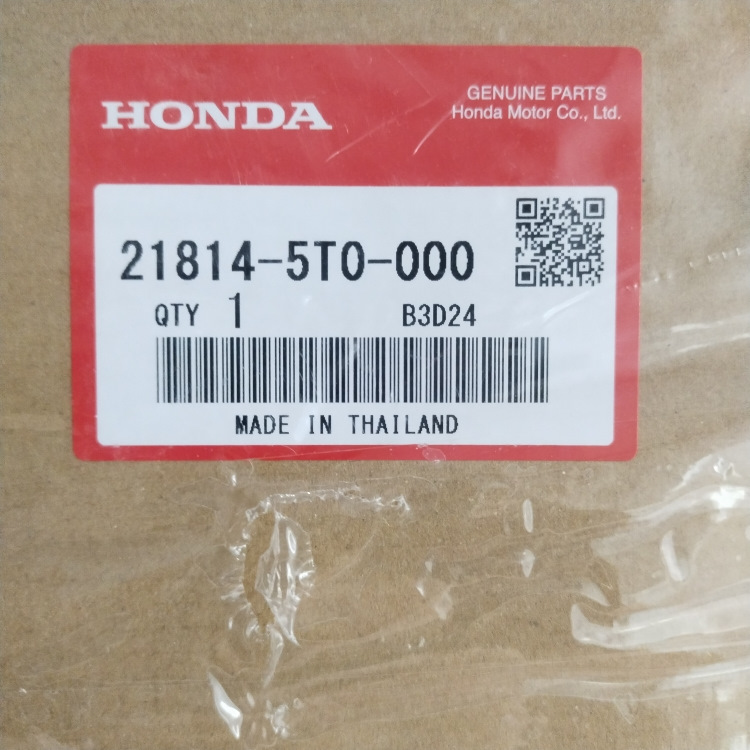 HONDA
GENUINE PARTS
Honda Motor Co., Ltd.
21814-5T0-000
QTY 1 B3D24
MADE IN THAILAND